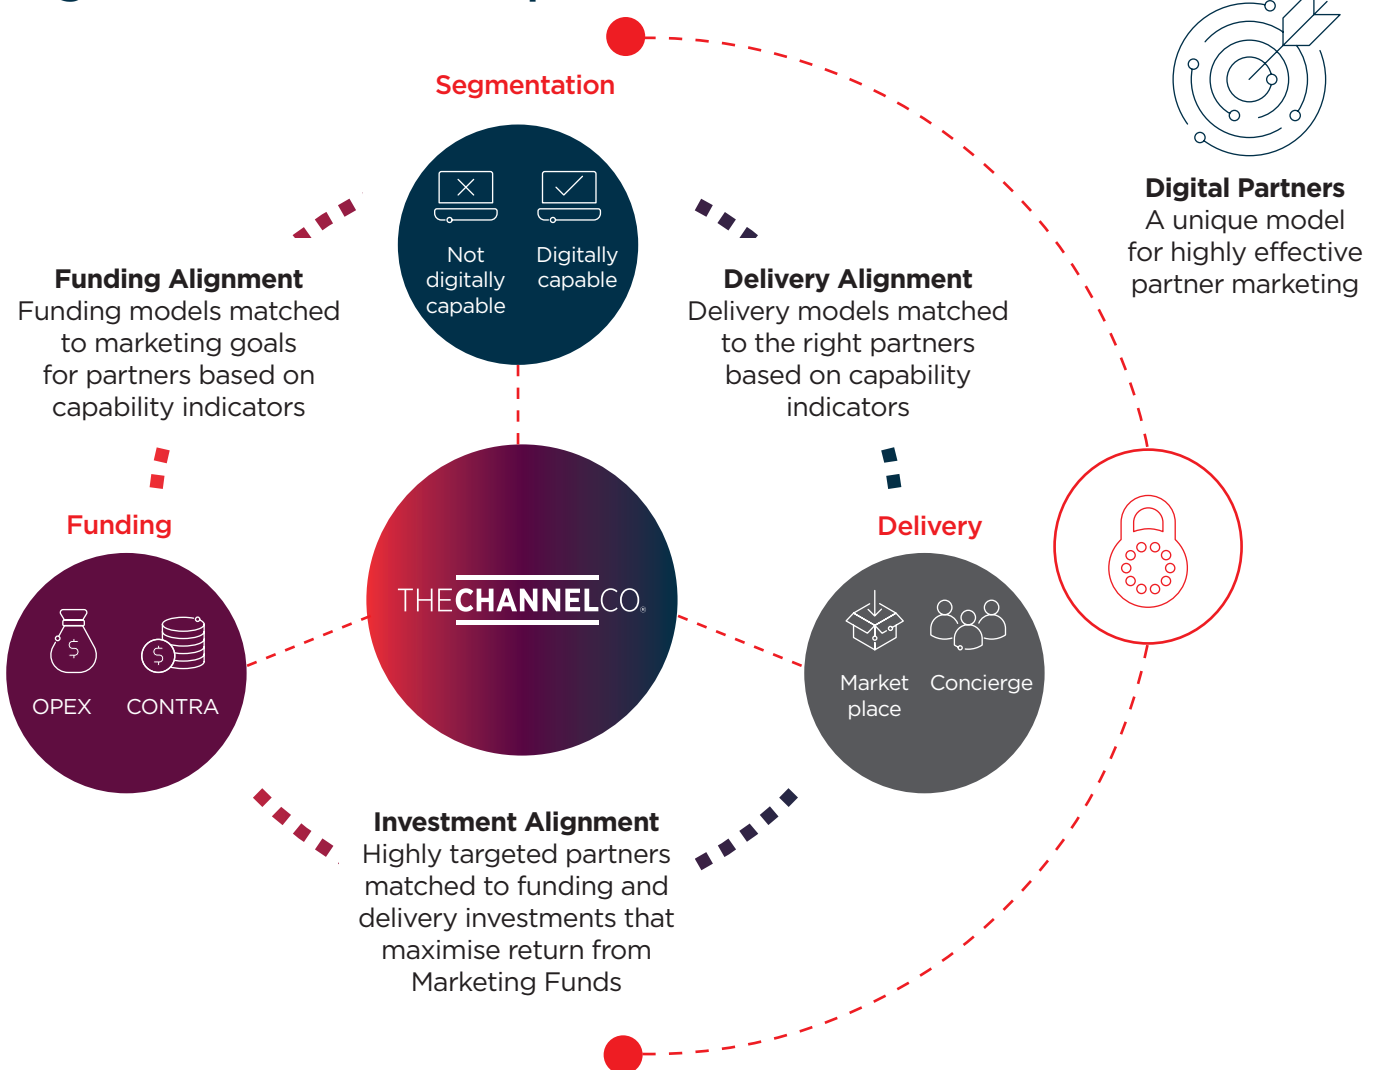 Segmentation
Not
digitally
capable
Digitally
capable
Digital Partners
A unique model
for highly effective
partner marketing
Funding Alignment
Funding models matched
to marketing goals
for partners based on
capability indicators
Delivery Alignment
Delivery models matched
to the right partners
based on capability
indicators
Funding
$
$
OPEX
CONTRA
THECHANNELCO®
Delivery
Market
place
Concierge
Investment Alignment
Highly targeted partners
matched to funding and
delivery investments that
maximise return from
Marketing Funds